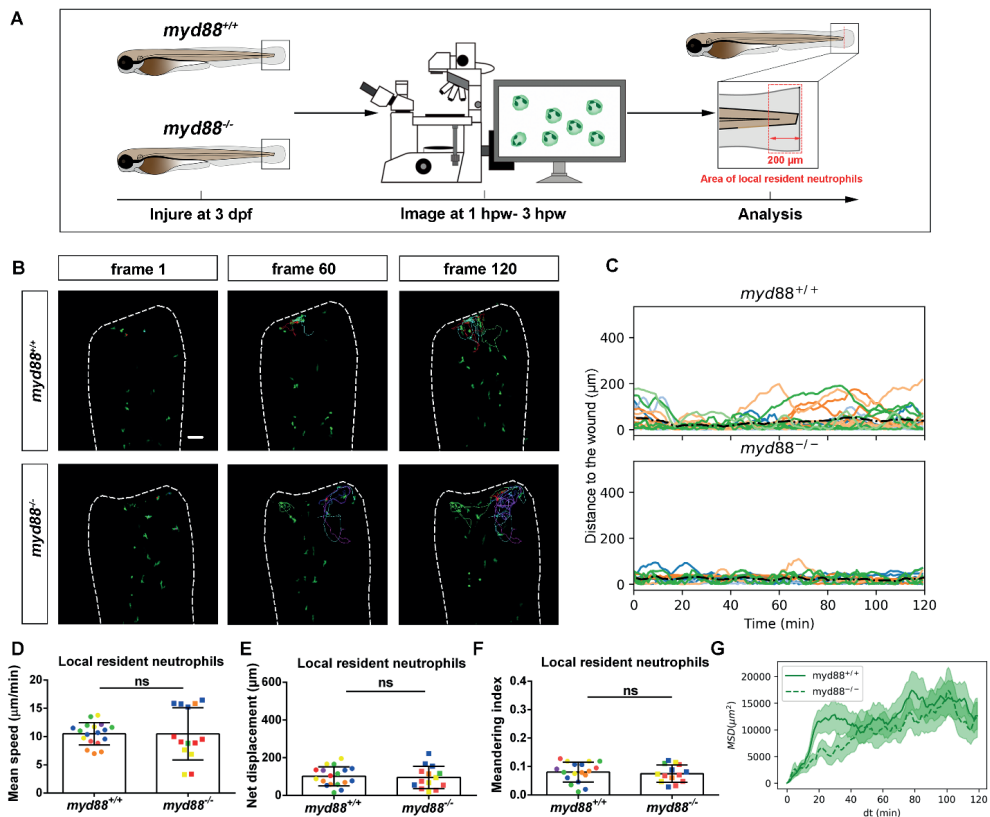 A
myd88+/+
myd88-/-
200 µm
Area of local resident neutrophils
Injure at 3 dpf
Image at 1 hpw- 3 hpw
Analysis
B
frame 1
frame 60
frame 120
myd88+/+
myd88-/-
C
myd88+/+
400
200
0
myd88−/−
400
200
0
0
20
40
60
80
100
120
Distance to the wound (µm)
Time (min)
D
Local resident neutrophils
ns
Mean speed (µm/min)
20
15
10
5
0
myd88+/+
myd88-/-
E
Local resident neutrophils
ns
Net displacement (µm)
600
400
200
0
myd88+/+
myd88-/-
F
Local resident neutrophils
ns
Meandering index
0.4
0.3
0.2
0.1
0.0
myd88+/+
myd88-/-
G
myd88+/+
myd88−/−
MSD(µm²)
20000
15000
10000
5000
0
0
20
40
60
80
100
120
dt (min)